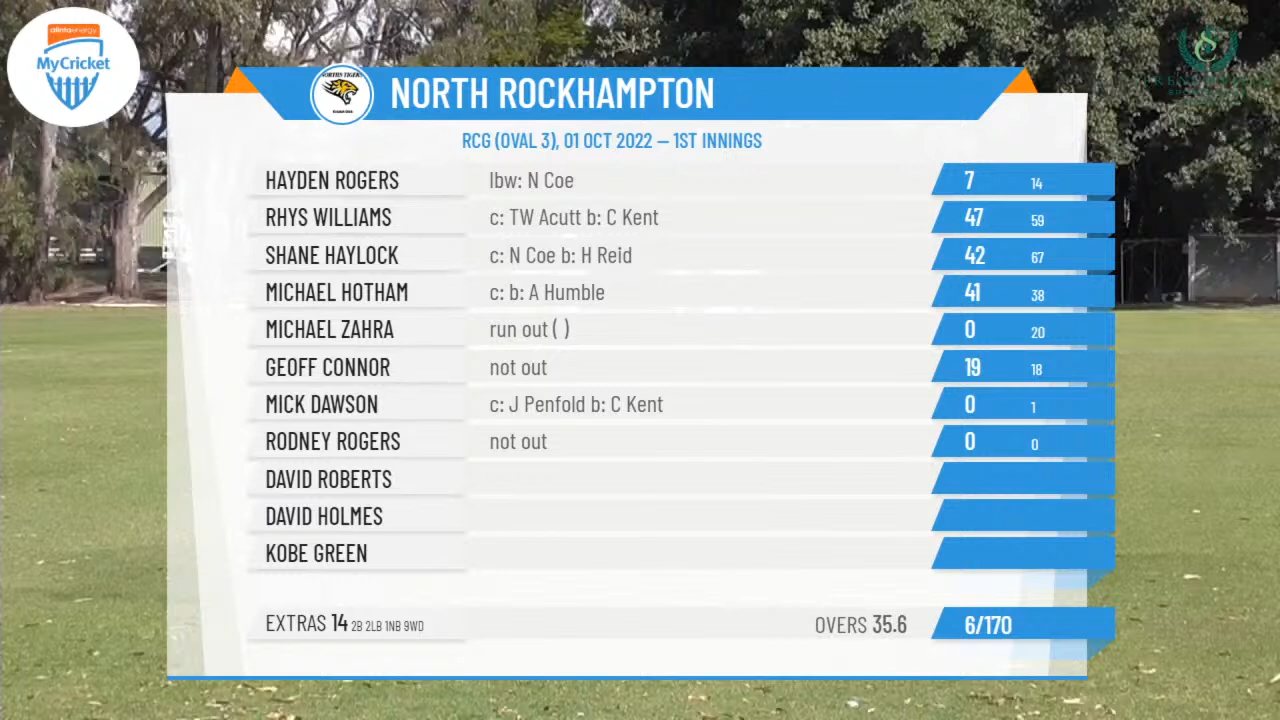 alintaenergy
MyCricket
NORTHS TIGERS
NORTH ROCKHAMPTON
RCG (OVAL 3), 01 OCT 2022 – 1ST INNINGS
HAYDEN ROGERS lbw: N Coe 7 14
RHYS WILLIAMS c: TW Acutt b: C Kent 47 59
SHANE HAYLOCK c: N Coe b: H Reid 42 67
MICHAEL HOTHAM c: b: A Humble 41 38
MICHAEL ZAHRA run out ( ) 0 20
GEOFF CONNOR not out 19 18
MICK DAWSON c: J Penfold b: C Kent 0 1
RODNEY ROGERS not out 0 0
DAVID ROBERTS
DAVID HOLMES
KOBE GREEN
EXTRAS 14 2B 2LB 1NB 9WD OVERS 35.6 6/170